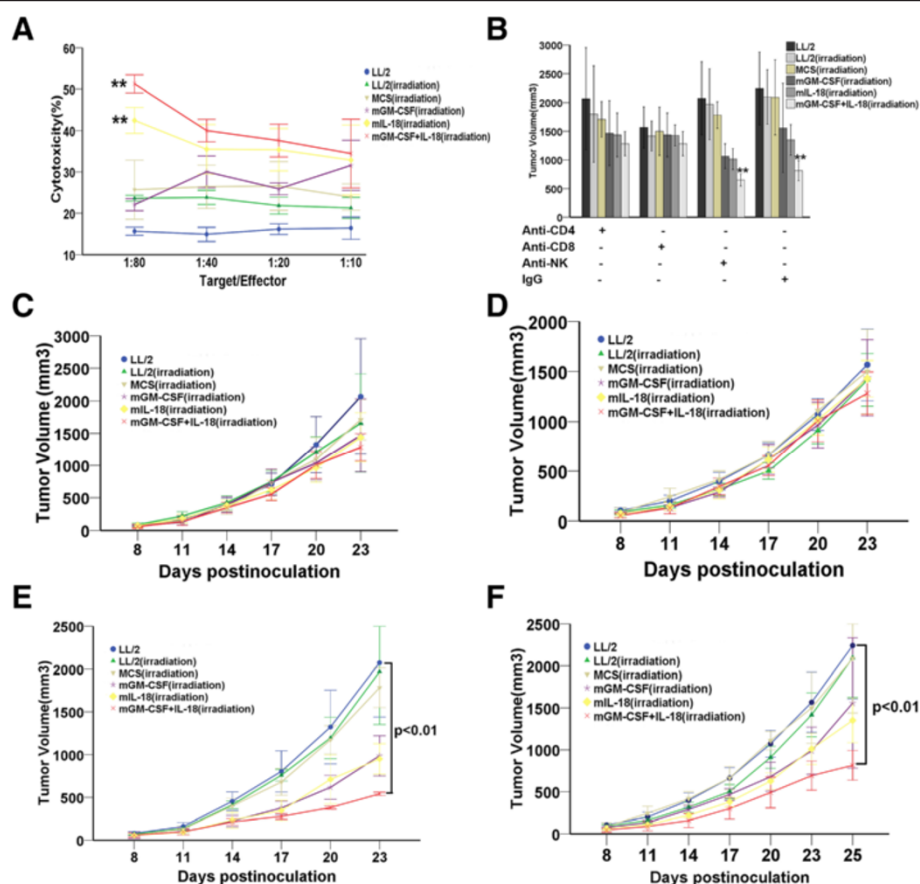 A
60
50
40
30
20
10
Cytotoxicity(%)
**
**
1:80 1:40 1:20 1:10
Target/Effector
LL/2
LL/2(irradiation)
MCS(irradiation)
mGM-CSF(irradiation)
mIL-18(irradiation)
mGM-CSF+IL-18(irradiation)
B
3000
2500
2000
1500
1000
500
0
Tumor Volume(mm3)
LL/2
LL/2(irradiation)
MCS(irradiation)
mGM-CSF(irradiation)
mIL-18(irradiation)
mGM-CSF+IL-18(irradiation)
**
**
Anti-CD4 + - - -
Anti-CD8 - + - -
Anti-NK - - + -
IgG - - - +
C
3000
2500
2000
1500
1000
500
0
Tumor Volume (mm3)
LL/2
LL/2(irradiation)
MCS(irradiation)
mGM-CSF(irradiation)
mIL-18(irradiation)
mGM-CSF+IL-18(irradiation)
8 11 14 17 20 23
Days postinoculation
D
2000
1500
1000
500
0
Tumor Volume(mm3)
LL/2
LL/2(irradiation)
MCS(irradiation)
mGM-CSF(irradiation)
mIL-18(irradiation)
mGM-CSF+IL-18(irradiation)
8 11 14 17 20 23
Days postinoculation
E
2500
2000
1500
1000
500
0
Tumor Volume(mm3)
LL/2
LL/2(irradiation)
MCS(irradiation)
mGM-CSF(irradiation)
mIL-18(irradiation)
mGM-CSF+IL-18(irradiation)
p<0.01
8 11 14 17 20 23
Days postinoculation
F
2500
2000
1500
1000
500
0
Tumor Volume(mm3)
LL/2
LL/2(irradiation)
MCS(irradiation)
mGM-CSF(irradiation)
mIL-18(irradiation)
mGM-CSF+IL-18(irradiation)
p<0.01
8 11 14 17 20 23 25
Days postinoculation